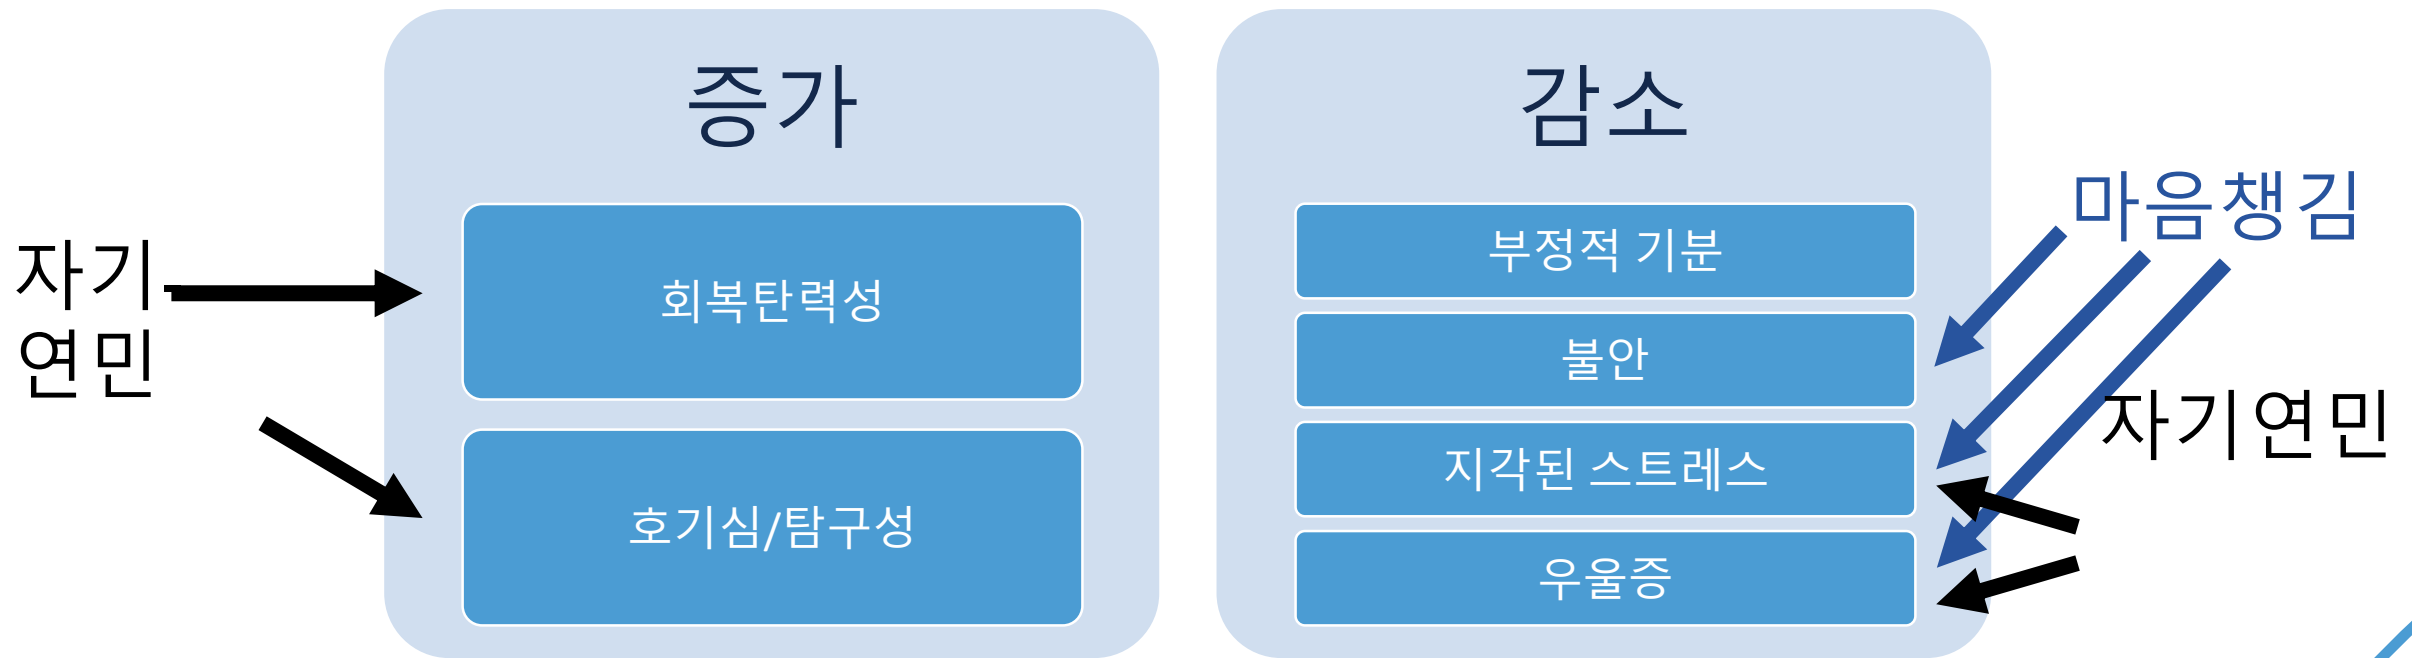 증가
감소
자기
연민
회복탄력성
호기심/탐구성
부정적 기분
불안
지각된 스트레스
우울증
마음챙김
자기연민